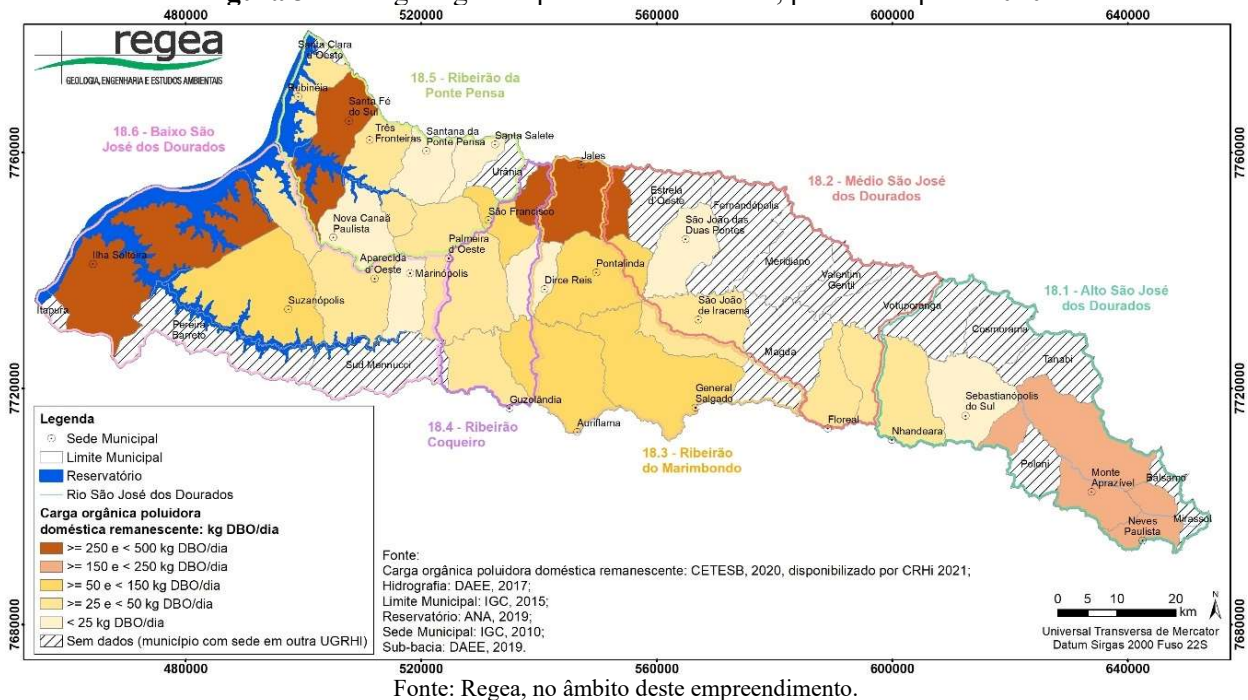 480000 520000 560000 600000 640000
regea
GEOLOGIA, ENGENHARIA E ESTUDOS AMBIENTAIS
Santa Clara
d'Oeste
Rubinéia
Santa Fé
do Sul
Três
Fronteiras
Santana da
Ponte Pensa
Santa Salete
18.5 - Ribeirão da
Ponte Pensa
18.6 - Baixo São
José dos Dourados
Urânia
Jales
18.2 - Médio São José
dos Dourados
Estrela
d'Oeste
Fernandópolis
São João das
Duas Pontes
Meridiano
Valentim
Gentil
Votuporanga
18.1 - Alto São José
dos Dourados
Cosmorama
Tanabi
Nova Canaã
Paulista
São Francisco
Palmeira
d'Oeste
Aparecida
d'Oeste
Marinópolis
Dirce Reis
Pontalinda
Ilha Solteira
Suzanópolis
Itapura
Pereira
Barreto
Sud Mennucci
São João
de Iracema
Magda
General
Salgado
Guzolândia
Auriflama
Floreal
Nhandeara
Sebastianópolis
do Sul
Poloni
Monte
Aprazível
Bálsamo
Mirassol
Neves
Paulista
18.4 - Ribeirão
Coqueiro
18.3 - Ribeirão
do Marimbondo
7760000 7760000
7720000 7720000
7680000 7680000
Legenda
Sede Municipal
Limite Municipal
Reservatório
Rio São José dos Dourados
Carga orgânica poluidora
doméstica remanescente: kg DBO/dia
>= 250 e < 500 kg DBO/dia
>= 150 e < 250 kg DBO/dia
>= 50 e < 150 kg DBO/dia
>= 25 e < 50 kg DBO/dia
< 25 kg DBO/dia
Sem dados (município com sede em outra UGRHI)
Fonte:
Carga orgânica poluidora doméstica remanescente: CETESB, 2020, disponibilizado por CRHi 2021;
Hidrografia: DAEE, 2017;
Limite Municipal: IGC, 2015;
Reservatório: ANA, 2019;
Sede Municipal: IGC, 2010;
Sub-bacia: DAEE, 2019.
N
0 5 10 20
km
Universal Transversa de Mercator
Datum Sirgas 2000 Fuso 22S
480000 520000 560000 600000 640000
Fonte: Regea, no âmbito deste empreendimento.